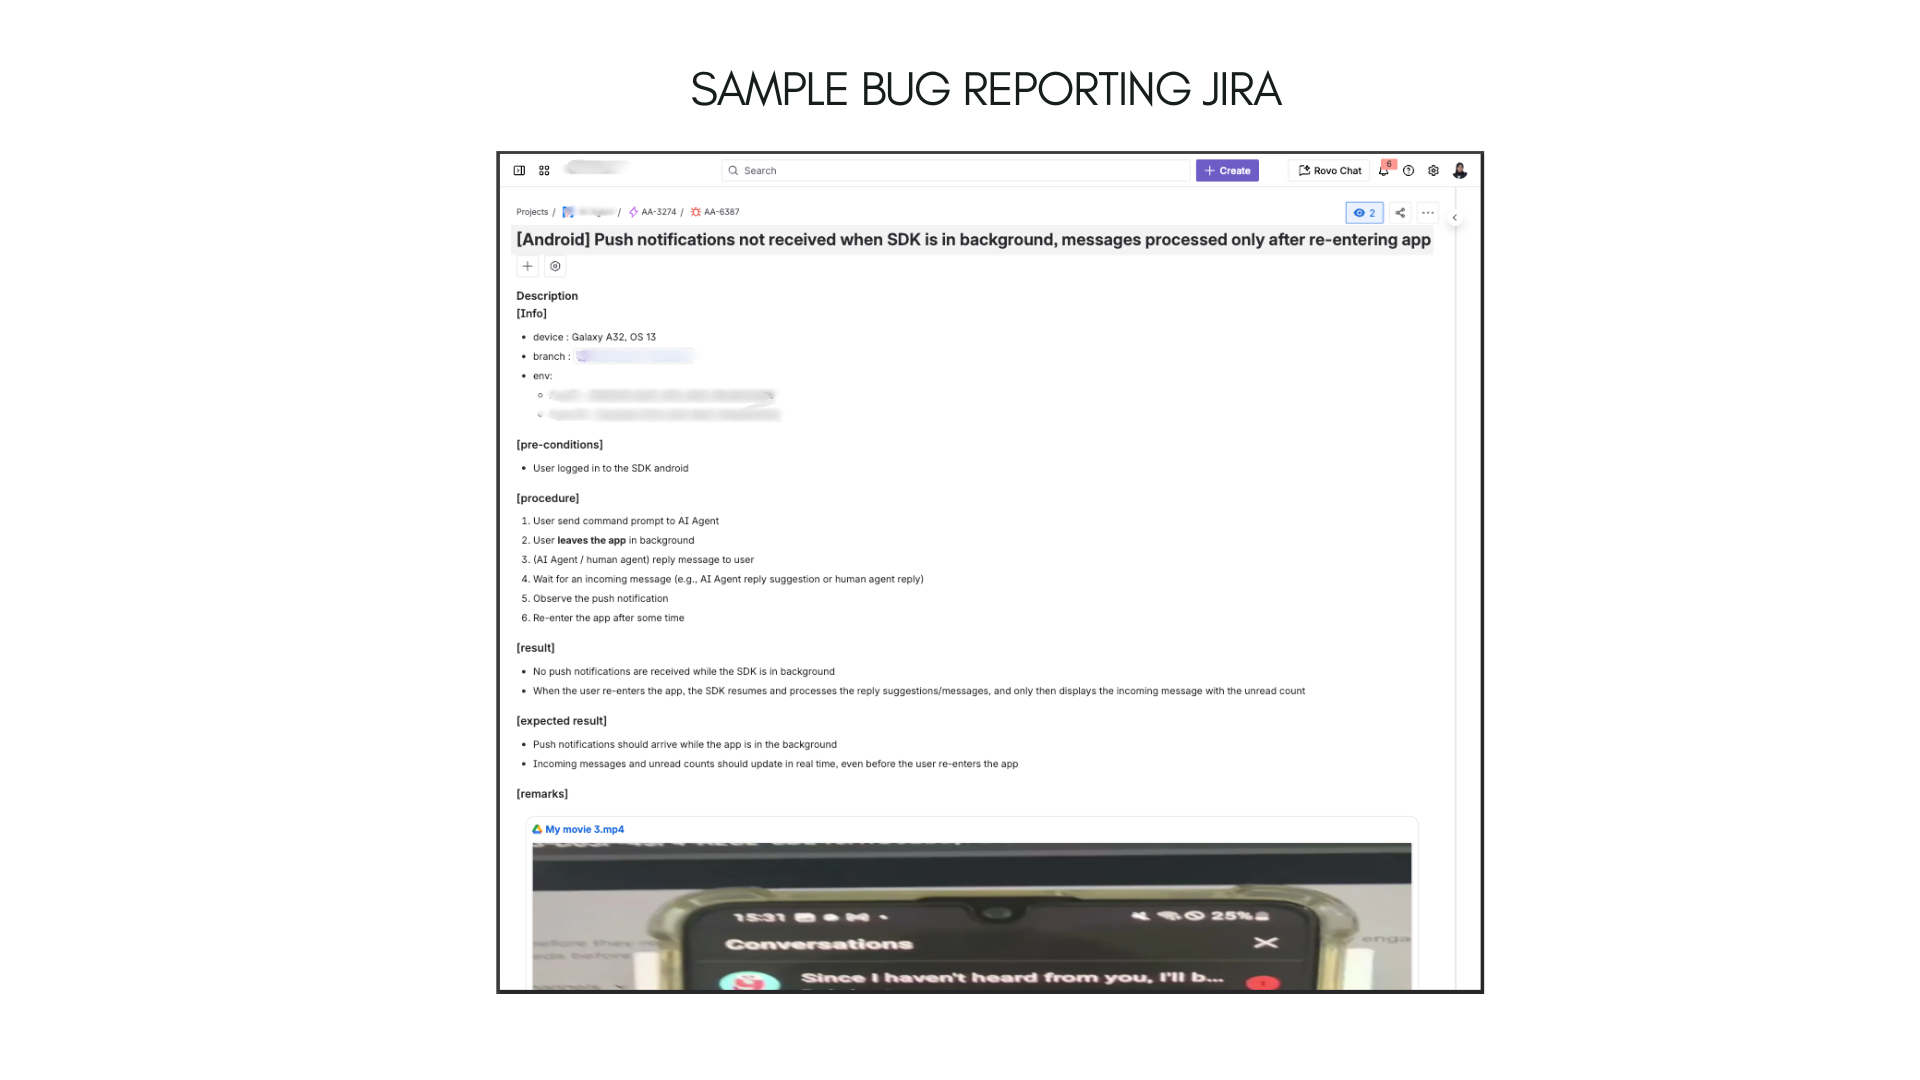 SAMPLE BUG REPORTING JIRA
Search
+ Create
Rovo Chat
6
Projects / / AA-3274 / AA-6387
2
[Android] Push notifications not received when SDK is in background, messages processed only after re-entering app
Description
[Info]
• device : Galaxy A32, OS 13
• branch :
• env:
[pre-conditions]
• User logged in to the SDK android
[procedure]
1. User send command prompt to AI Agent
2. User leaves the app in background
3. (AI Agent / human agent) reply message to user
4. Wait for an incoming message (e.g., AI Agent reply suggestion or human agent reply)
5. Observe the push notification
6. Re-enter the app after some time
[result]
• No push notifications are received while the SDK is in background
• When the user re-enters the app, the SDK resumes and processes the reply suggestions/messages, and only then displays the incoming message with the unread count
[expected result]
• Push notifications should arrive while the app is in the background
• Incoming messages and unread counts should update in real time, even before the user re-enters the app
[remarks]
My movie 3.mp4
15:31
25%
Conversations
Since I haven't heard from you, I'll b...
1